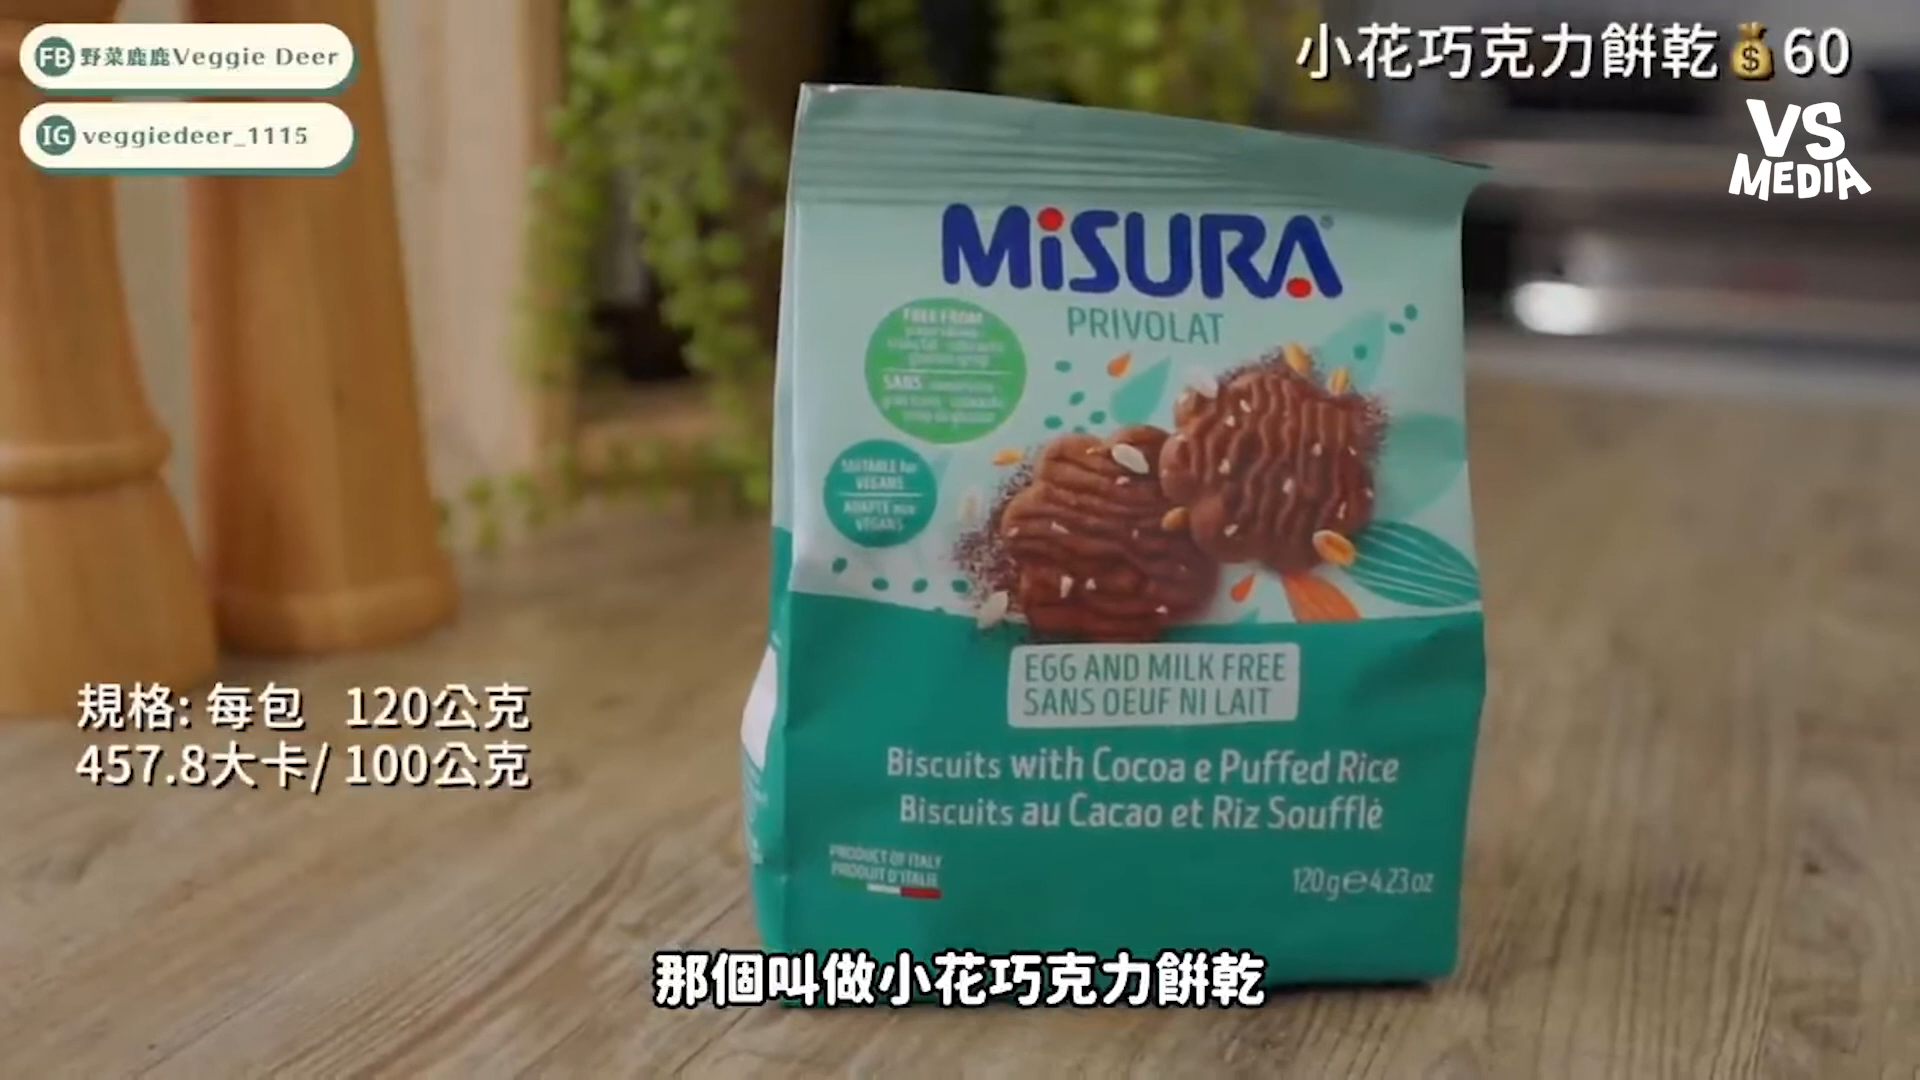 FB 野菜鹿鹿Veggie Deer
IG veggiedeer_1115
小花巧克力餅乾💰60
VS
MEDIA
MISURA®
PRIVOLAT
FREE FROM
SANS
SUITABLE for
VEGANS
ADAPTÉ aux
VEGANS
EGG AND MILK FREE
SANS OEUF NI LAIT
Biscuits with Cocoa e Puffed Rice
Biscuits au Cacao et Riz Soufflé
PRODUCT OF ITALY
PRODUIT D'ITALIE
120g e 4.23 oz
規格: 每包 120公克
457.8大卡/ 100公克
那個叫做小花巧克力餅乾